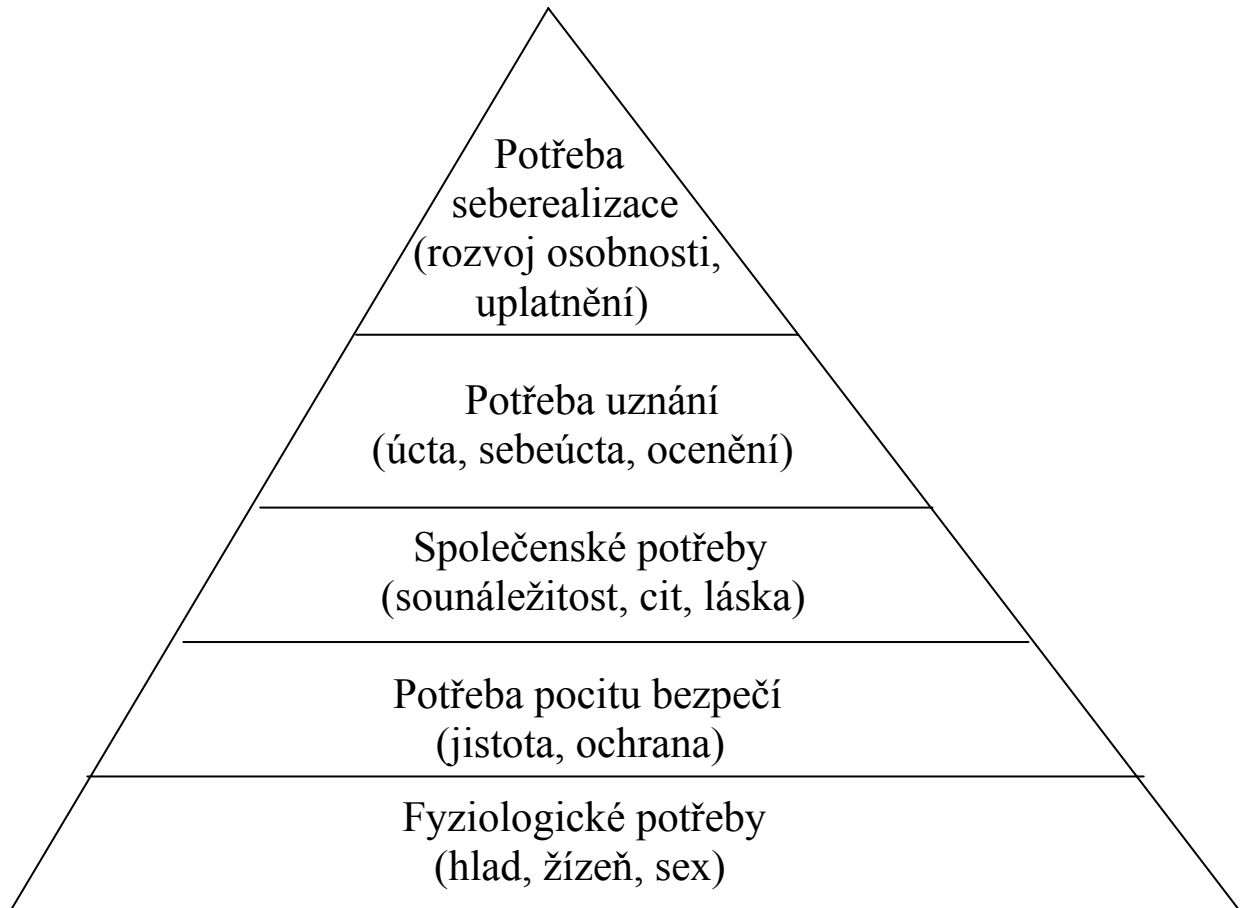 Potřeba
seberealizace
(rozvoj osobnosti,
uplatnění)
Potřeba uznání
(úcta, sebeúcta, ocenění)
Společenské potřeby
(sounáležitost, cit, láska)
Potřeba pocitu bezpečí
(jistota, ochrana)
Fyziologické potřeby
(hlad, žízeň, sex)